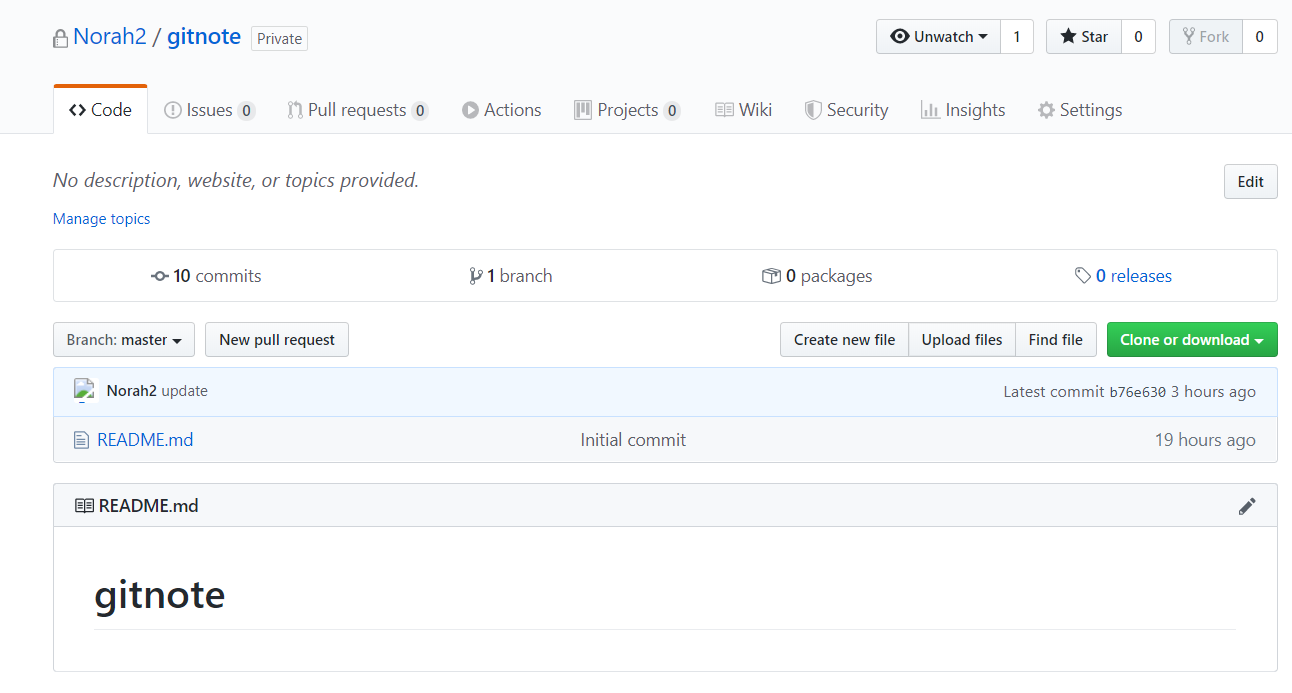 Norah2 / gitnote Private Unwatch 1 Star 0 Fork 0
Code Issues 0 Pull requests 0 Actions Projects 0 Wiki Security Insights Settings
No description, website, or topics provided. Edit
Manage topics
10 commits 1 branch 0 packages 0 releases
Branch: master New pull request Create new file Upload files Find file Clone or download
Norah2 update Latest commit b76e630 3 hours ago
README.md Initial commit 19 hours ago
README.md
gitnote